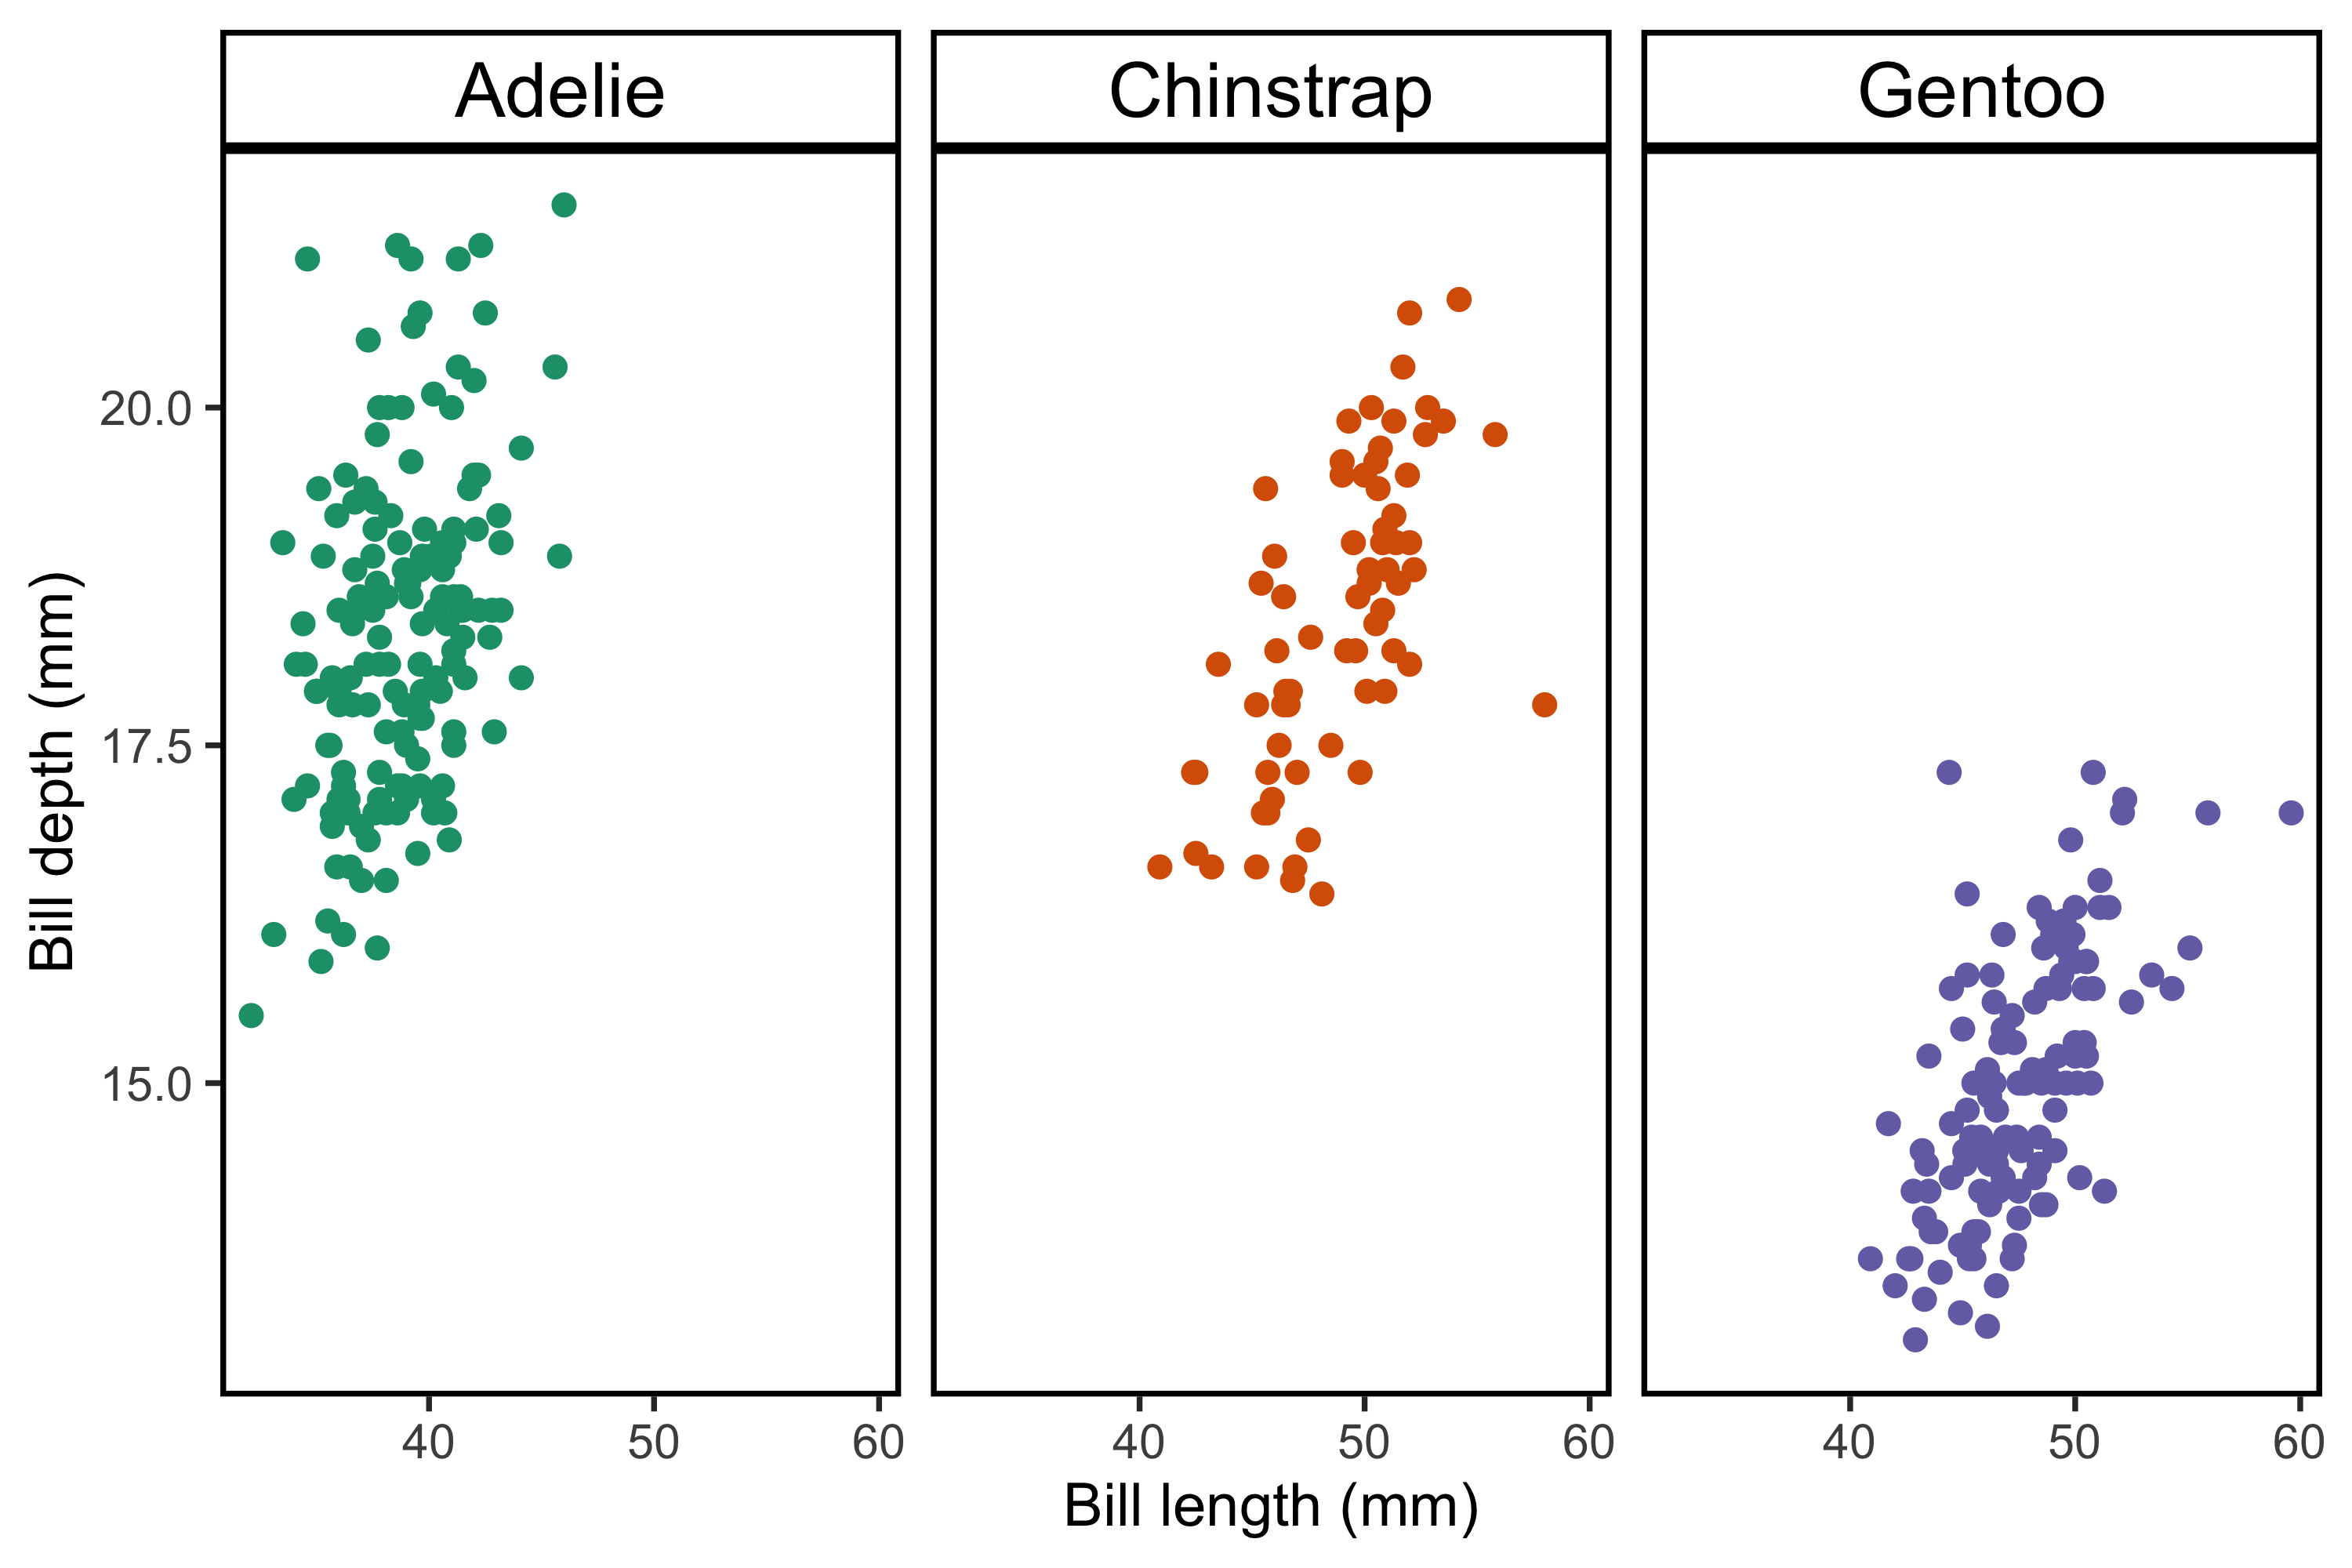 Adelie Chinstrap Gentoo
20.0
17.5
15.0
Bill depth (mm)
40 50 60 40 50 60 40 50 60
Bill length (mm)